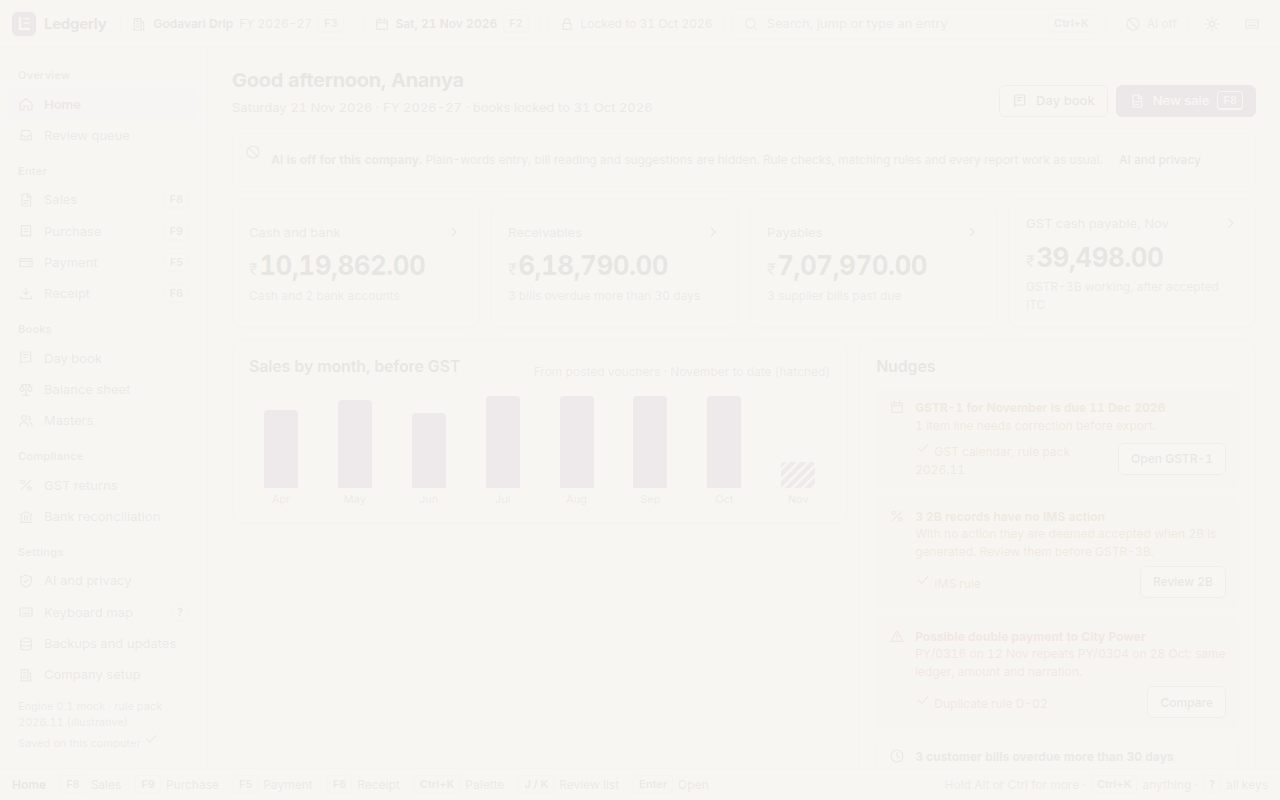 Ledgerly
Godavari Drip FY 2026-27 F3
Sat, 21 Nov 2026 F2
Locked to 31 Oct 2026
Search, jump or type an entry Ctrl+K
AI off
Overview
Home
Review queue
Enter
Sales F8
Purchase F9
Payment F5
Receipt F6
Books
Day book
Balance sheet
Masters
Compliance
GST returns
Bank reconciliation
Settings
AI and privacy
Keyboard map ?
Backups and updates
Company setup
Engine 0.1 mock · rule pack
2026.11 (illustrative)
Saved on this computer
Good afternoon, Ananya
Saturday 21 Nov 2026 · FY 2026-27 · books locked to 31 Oct 2026
Day book
New sale F8
AI is off for this company. Plain-words entry, bill reading and suggestions are hidden. Rule checks, matching rules and every report work as usual. AI and privacy
Cash and bank
₹10,19,862.00
Cash and 2 bank accounts
Receivables
₹6,18,790.00
3 bills overdue more than 30 days
Payables
₹7,07,970.00
3 supplier bills past due
GST cash payable, Nov
₹39,498.00
GSTR-3B working, after accepted
ITC
Sales by month, before GST
From posted vouchers · November to date (hatched)
Apr May Jun Jul Aug Sep Oct Nov
Nudges
GSTR-1 for November is due 11 Dec 2026
1 item line needs correction before export.
GST calendar, rule pack
2026.11
Open GSTR-1
3 2B records have no IMS action
With no action they are deemed accepted when 2B is
generated. Review them before GSTR-3B.
IMS rule
Review 2B
Possible double payment to City Power
PY/0316 on 12 Nov repeats PY/0304 on 28 Oct: same
ledger, amount and narration.
Duplicate rule D-02
Compare
3 customer bills overdue more than 30 days
Home F8 Sales F9 Purchase F5 Payment F6 Receipt Ctrl+K Palette J / K Review list Enter Open
Hold Alt or Ctrl for more · Ctrl+K anything · ? all keys